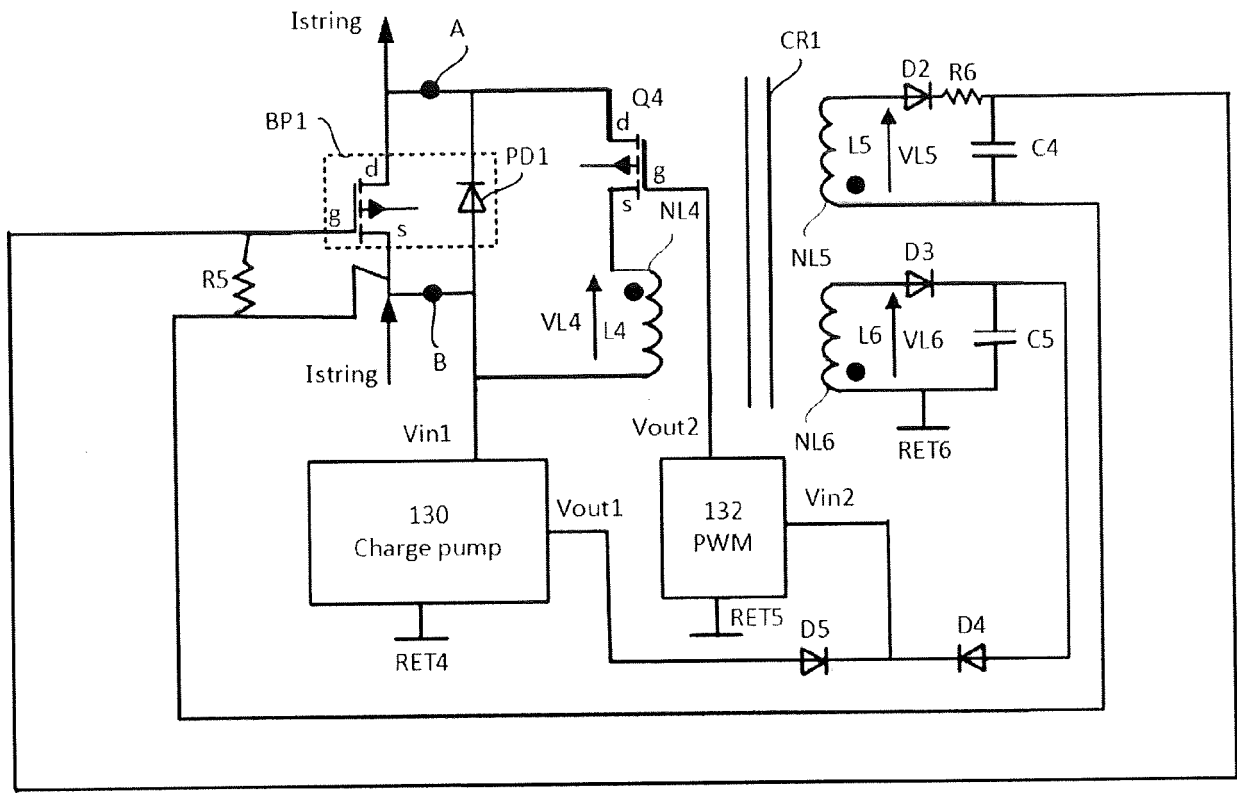 Istring
A
CR1
D2
R6
Q4
BP1
d
L5
VL5
C4
d
PD1
g
g
s
s
NL4
NL5
D3
R5
VL4
L4
L6
VL6
C5
B
Istring
Vin1
Vout2
NL6
RET6
130
Charge pump
Vout1
132
PWM
Vin2
RET5
D5
D4
RET4